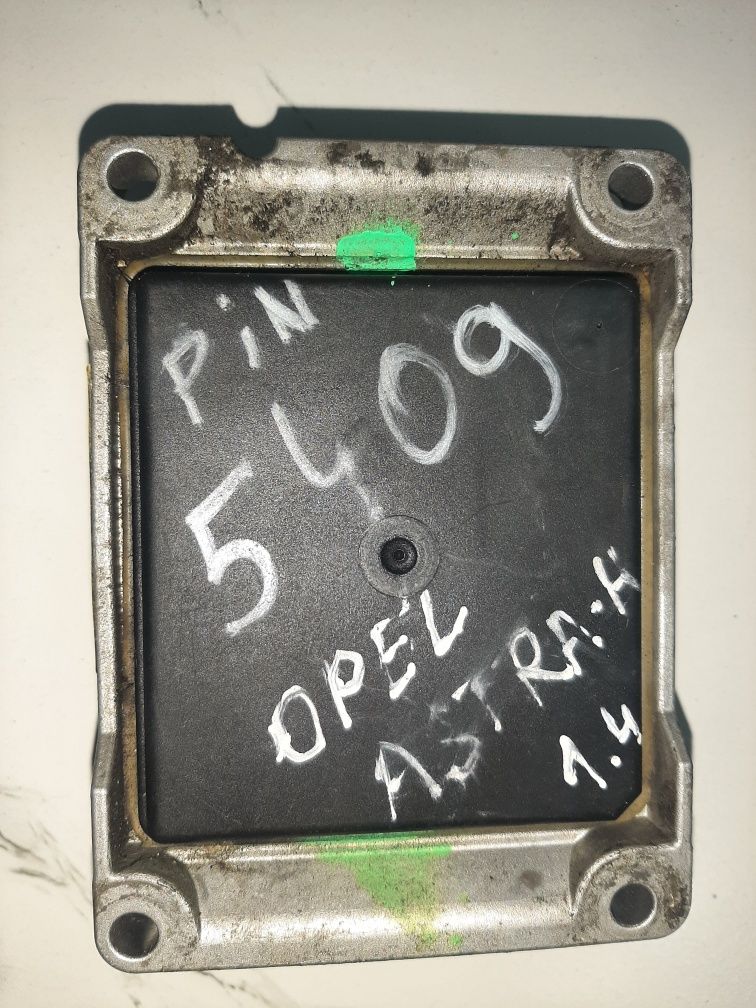 PiN
5409
OPEL
ASTRA-H
1.4